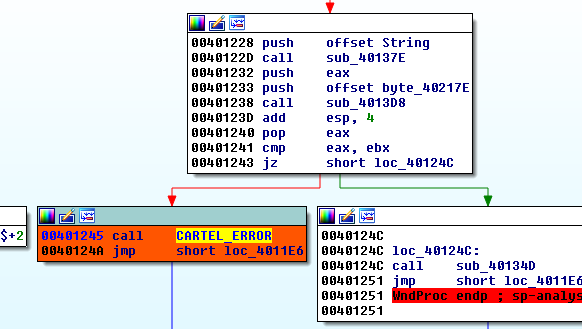 00401228 push offset String
0040122D call sub_40137E
00401232 push eax
00401233 push offset byte_40217E
00401238 call sub_4013D8
0040123D add esp, 4
00401240 pop eax
00401241 cmp eax, ebx
00401243 jz short loc_40124C
$+2
00401245 call CARTEL_ERROR
0040124A jmp short loc_4011E6
0040124C
0040124C loc_40124C:
0040124C call sub_40134D
00401251 jmp short loc_4011E6
00401251 WndProc endp ; sp-analys
00401251